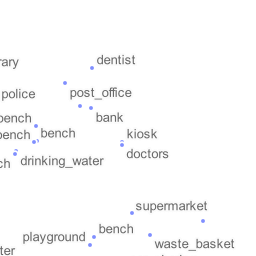 dentist
rary
police
post_office
bench
bank
bench
bench
kiosk
doctors
ch
drinking_water
supermarket
bench
playground
waste_basket
ter